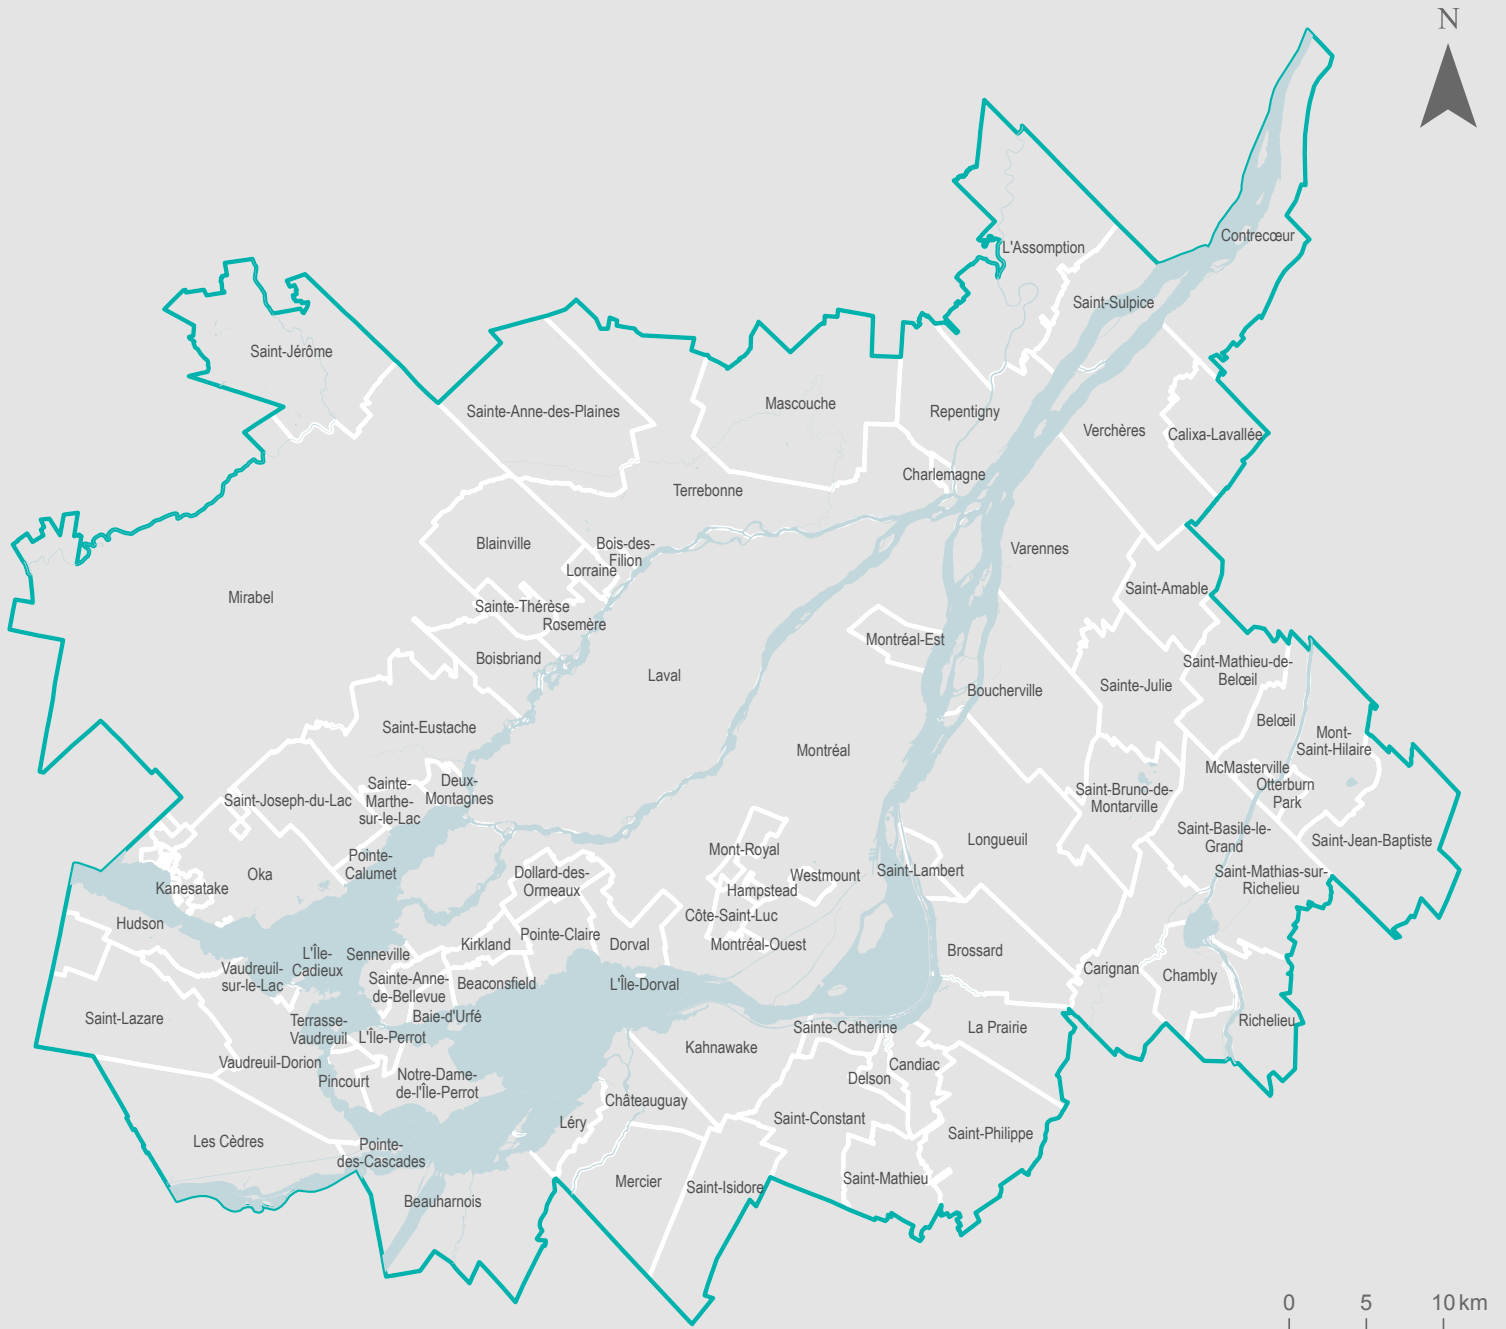 N
Contrecœur
L'Assomption
Saint-Sulpice
Saint-Jérôme
Sainte-Anne-des-Plaines
Mascouche
Repentigny
Verchères
Calixa-Lavallée
Charlemagne
Terrebonne
Blainville
Bois-des-
Filion
Lorraine
Varennes
Saint-Amable
Mirabel
Sainte-Thérèse
Rosemère
Montréal-Est
Boisbriand
Laval
Boucherville
Sainte-Julie
Saint-Mathieu-de-
Belœil
Belœil
Mont-
Saint-Hilaire
Saint-Eustache
Montréal
McMasterville
Otterburn
Park
Saint-Bruno-de-
Montarville
Deux-
Montagnes
Sainte-
Marthe-
sur-le-Lac
Saint-Joseph-du-Lac
Saint-Basile-le-
Grand
Saint-Jean-Baptiste
Longueuil
Mont-Royal
Pointe-
Calumet
Oka
Kanesatake
Dollard-des-
Ormeaux
Westmount
Hampstead
Saint-Lambert
Saint-Mathias-sur-
Richelieu
Côte-Saint-Luc
Hudson
Pointe-Claire
Kirkland
Dorval
Montréal-Ouest
Brossard
Senneville
L'Île-
Cadieux
Vaudreuil-
sur-le-Lac
Sainte-Anne-
de-Bellevue
Beaconsfield
L'Île-Dorval
Carignan
Chambly
Saint-Lazare
Terrasse-
Vaudreuil
Baie-d'Urfé
L'Île-Perrot
Sainte-Catherine
La Prairie
Richelieu
Kahnawake
Vaudreuil-Dorion
Pincourt
Notre-Dame-
de-l'Île-Perrot
Delson
Candiac
Châteauguay
Léry
Saint-Constant
Saint-Philippe
Les Cèdres
Pointe-
des-Cascades
Mercier
Saint-Isidore
Saint-Mathieu
Beauharnois
0 5 10 km